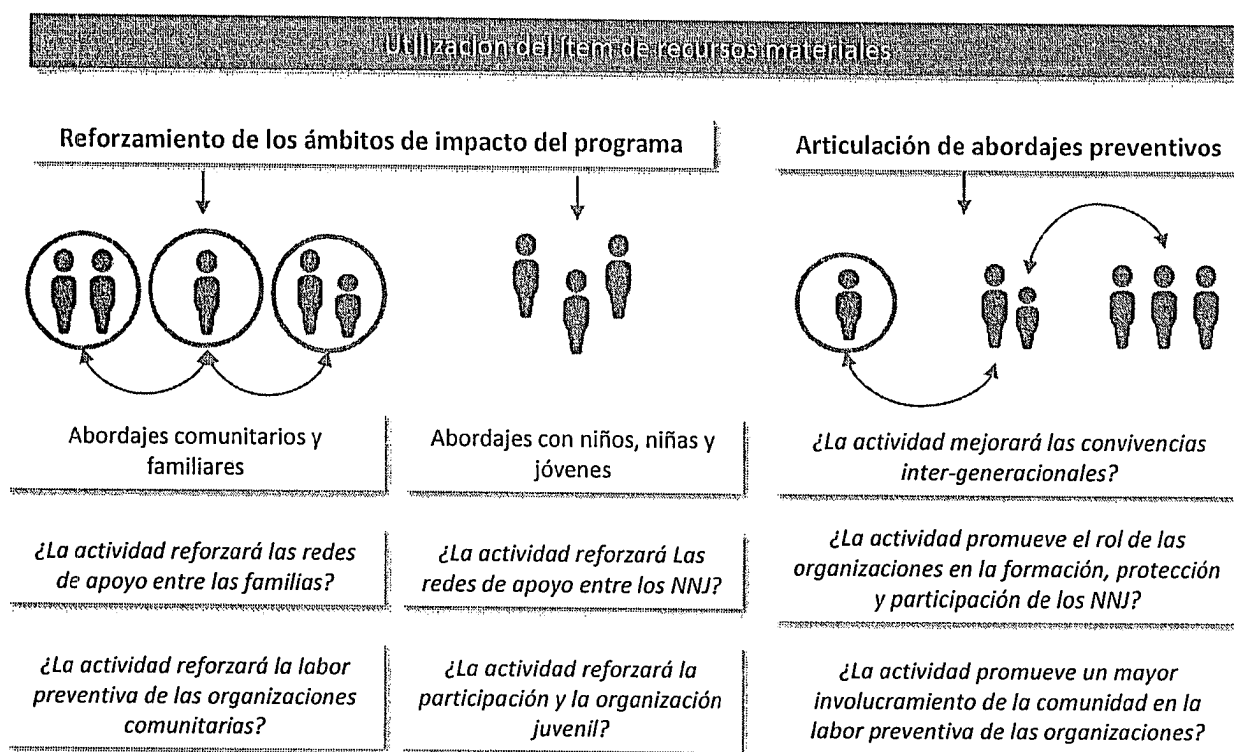 Utilización del ítem de recursos materiales
Reforzamiento de los ámbitos de impacto del programa
Articulación de abordajes preventivos
Abordajes comunitarios y
familiares
¿La actividad reforzará las redes
de apoyo entre las familias?
¿La actividad reforzará la labor
preventiva de las organizaciones
comunitarias?
Abordajes con niños, niñas y
jóvenes
¿La actividad reforzará Las
redes de apoyo entre los NNJ?
¿La actividad reforzará la
participación y la organización
juvenil?
¿La actividad mejorará las convivencias
inter-generacionales?
¿La actividad promueve el rol de las
organizaciones en la formación, protección
y participación de los NNJ?
¿La actividad promueve un mayor
involucramiento de la comunidad en la
labor preventiva de las organizaciones?